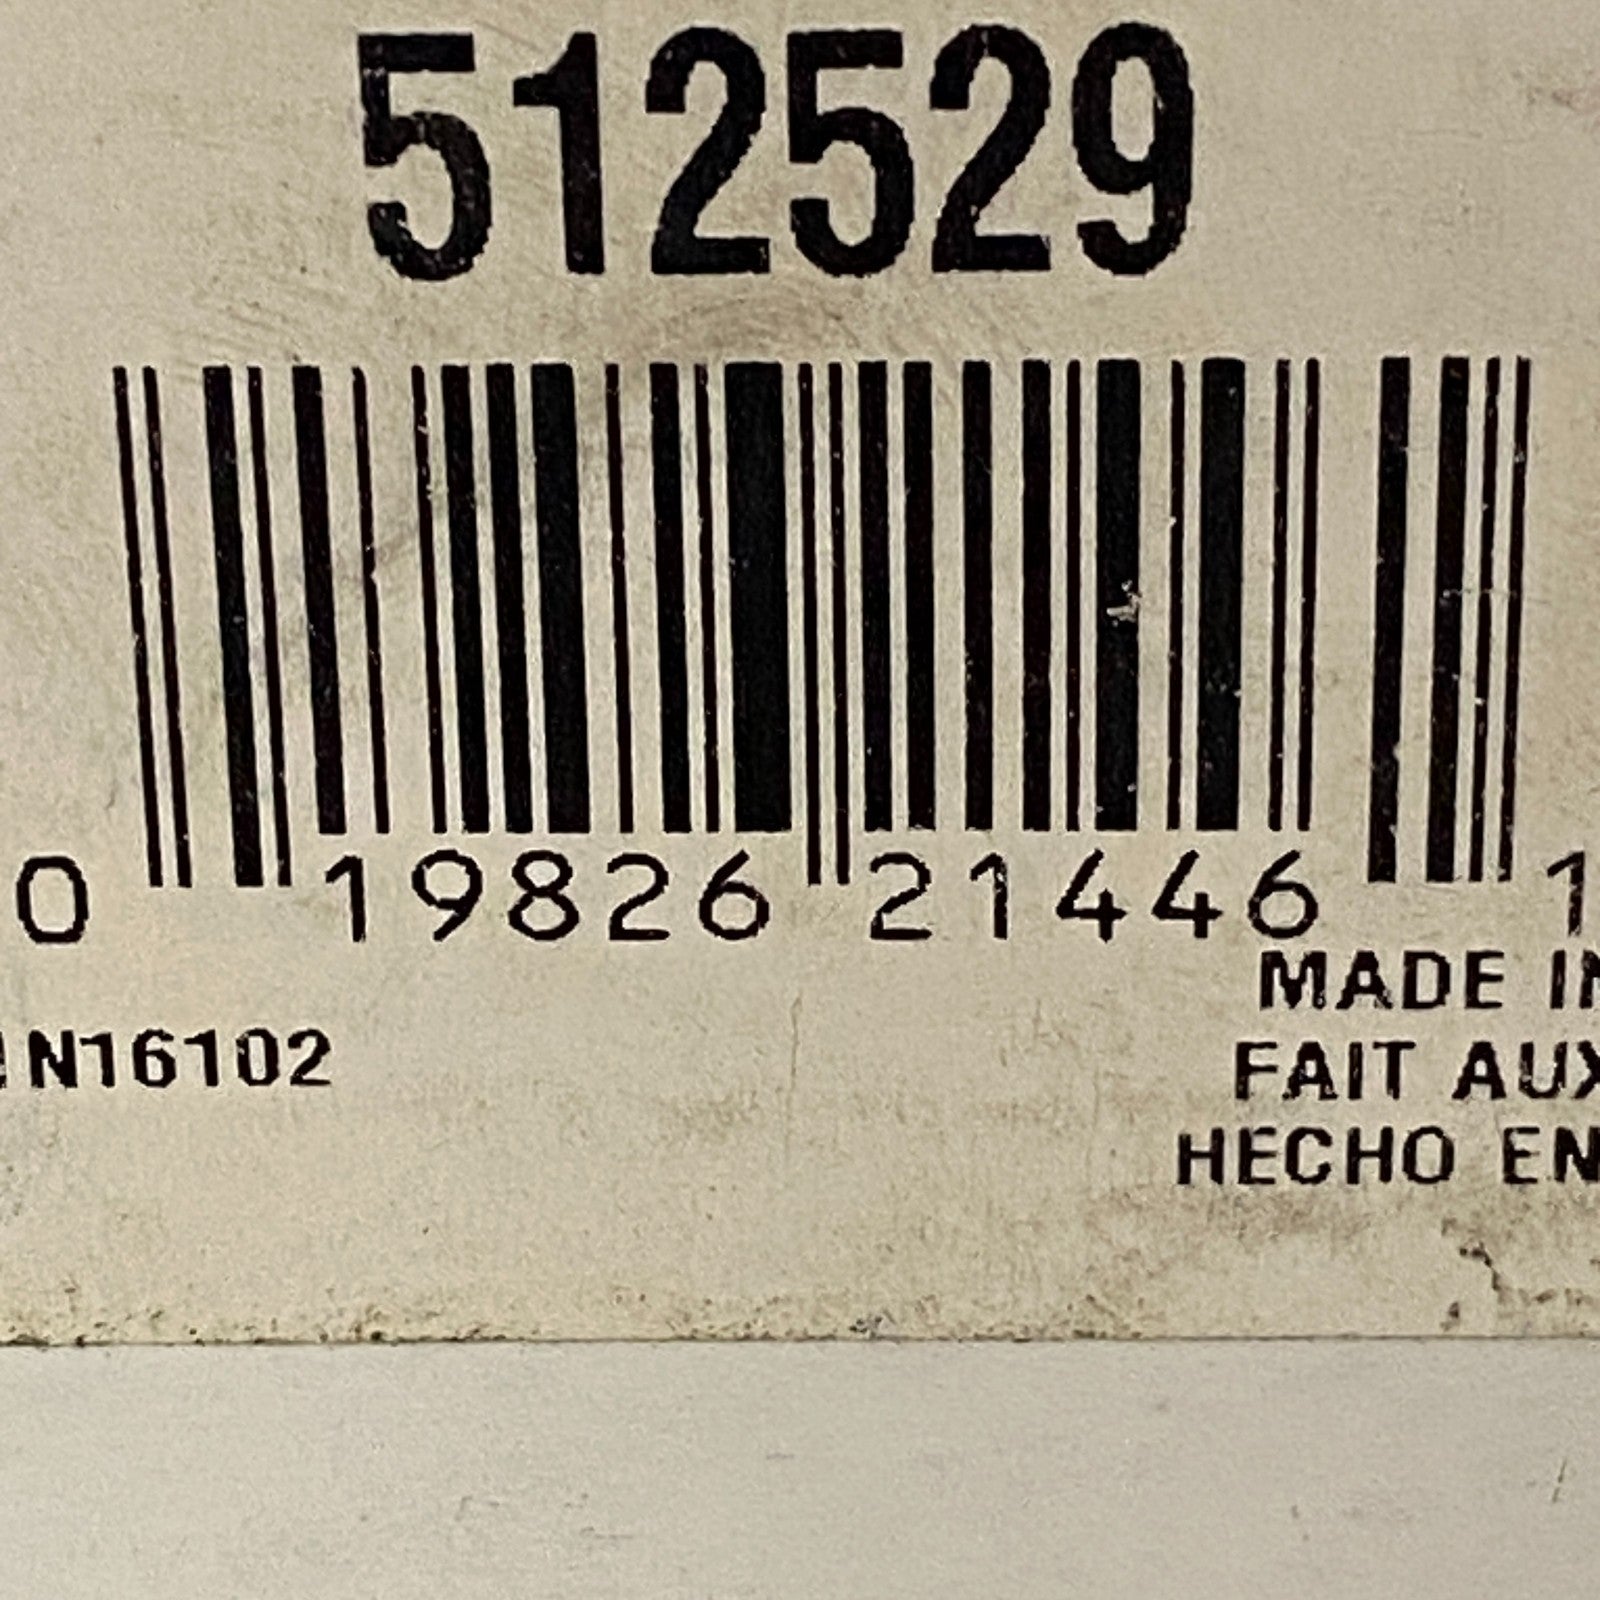 512529
0 19826 21446 1
N16102
MADE IN
FAIT AUX
HECHO EN